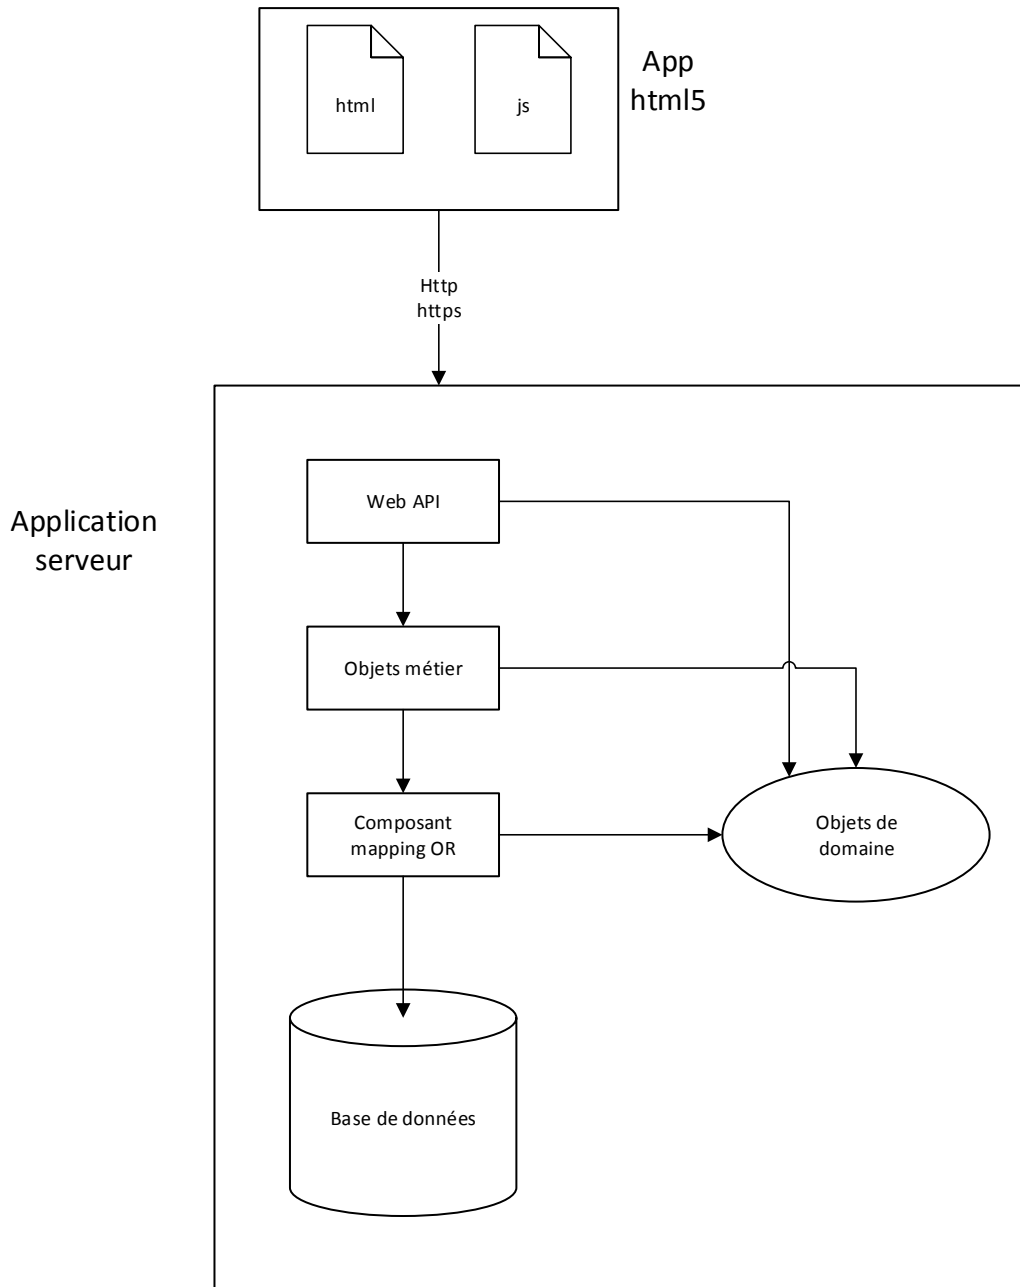 html
js
App
html5
Http
https
Application
serveur
Web API
Objets métier
Composant
mapping OR
Objets de
domaine
Base de données